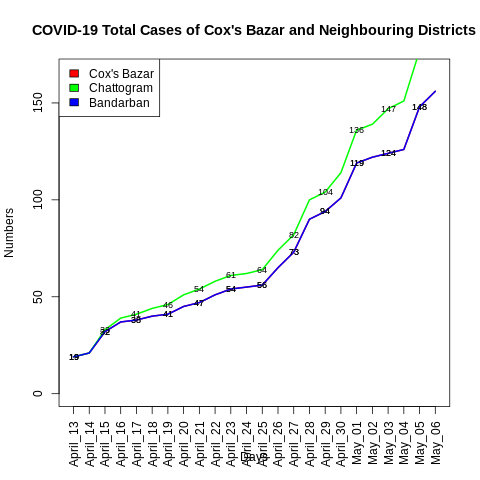 COVID-19 Total Cases of Cox's Bazar and Neighbouring Districts
Cox's Bazar
Chattogram
Bandarban
Numbers
150
100
50
0
19
32
41
38
46
41
54
47
61
54
64
56
82
73
104
94
136
119
147
124
148
April_13
April_14
April_15
April_16
April_17
April_18
April_19
April_20
April_21
April_22
April_23
April_24
April_25
April_26
April_27
April_28
April_29
April_30
May_01
May_02
May_03
May_04
May_05
May_06
Days